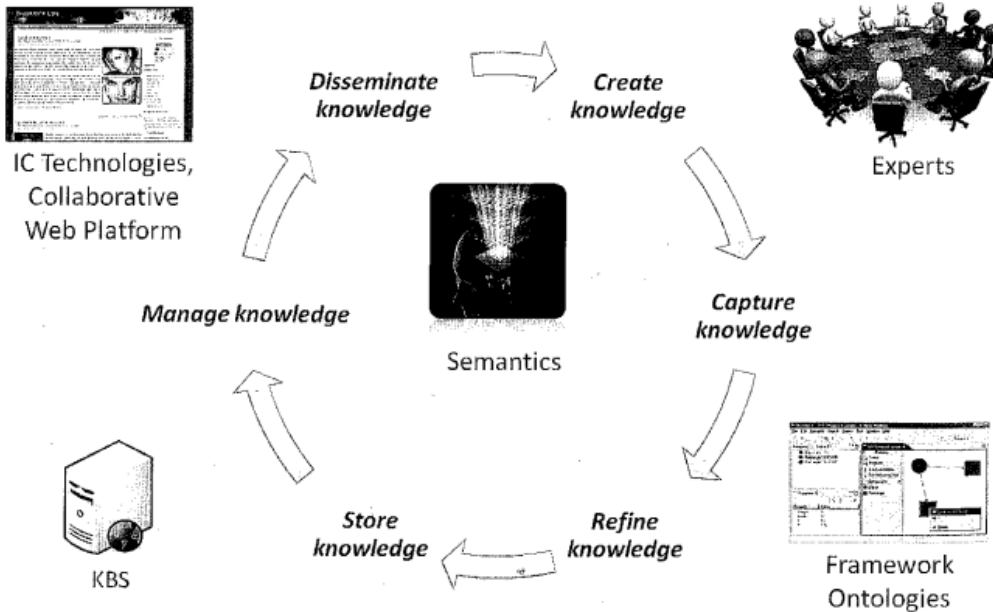 Disseminate
knowledge
Create
knowledge
IC Technologies,
Collaborative
Web Platform
Experts
Manage knowledge
Capture
knowledge
Semantics
Store
knowledge
Refine
knowledge
KBS
Framework
Ontologies